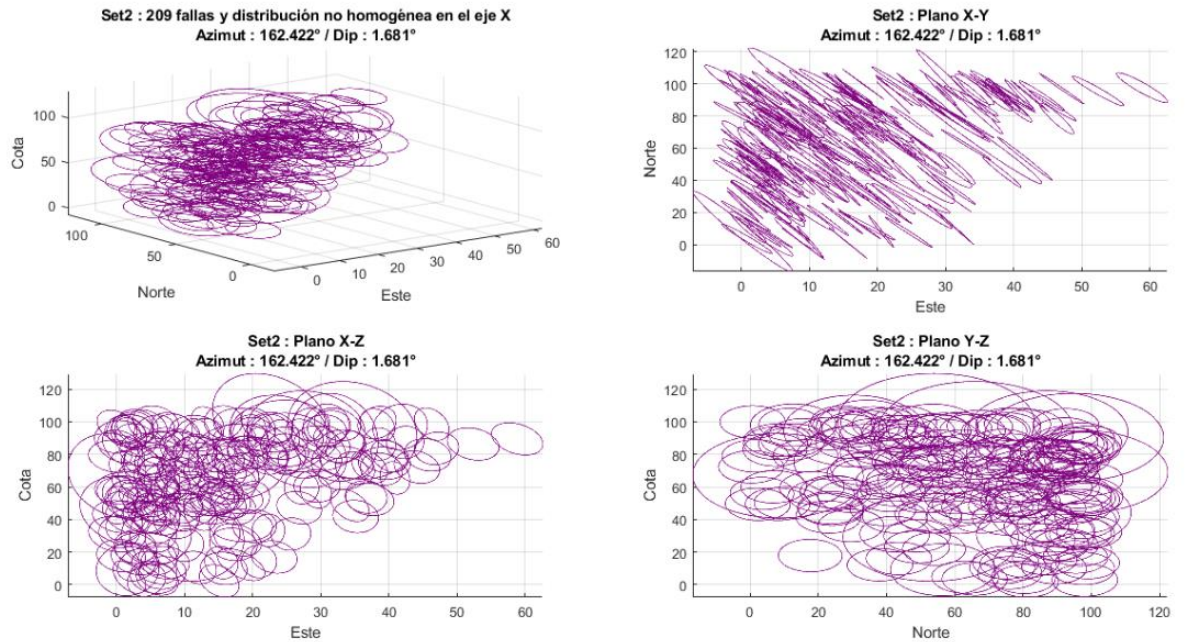 Set2 : 209 fallas y distribución no homogénea en el eje X
Azimut : 162.422° / Dip : 1.681°
100
50
0
Cota
100
50
0
Norte
0
10
20
30
40
50
60
Este
Set2 : Plano X-Y
Azimut : 162.422° / Dip : 1.681°
120
100
80
60
40
20
0
Norte
0 10 20 30 40 50 60
Este
Set2 : Plano X-Z
Azimut : 162.422° / Dip : 1.681°
120
100
80
60
40
20
0
Cota
0 10 20 30 40 50 60
Este
Set2 : Plano Y-Z
Azimut : 162.422° / Dip : 1.681°
120
100
80
60
40
20
0
Cota
0 20 40 60 80 100 120
Norte